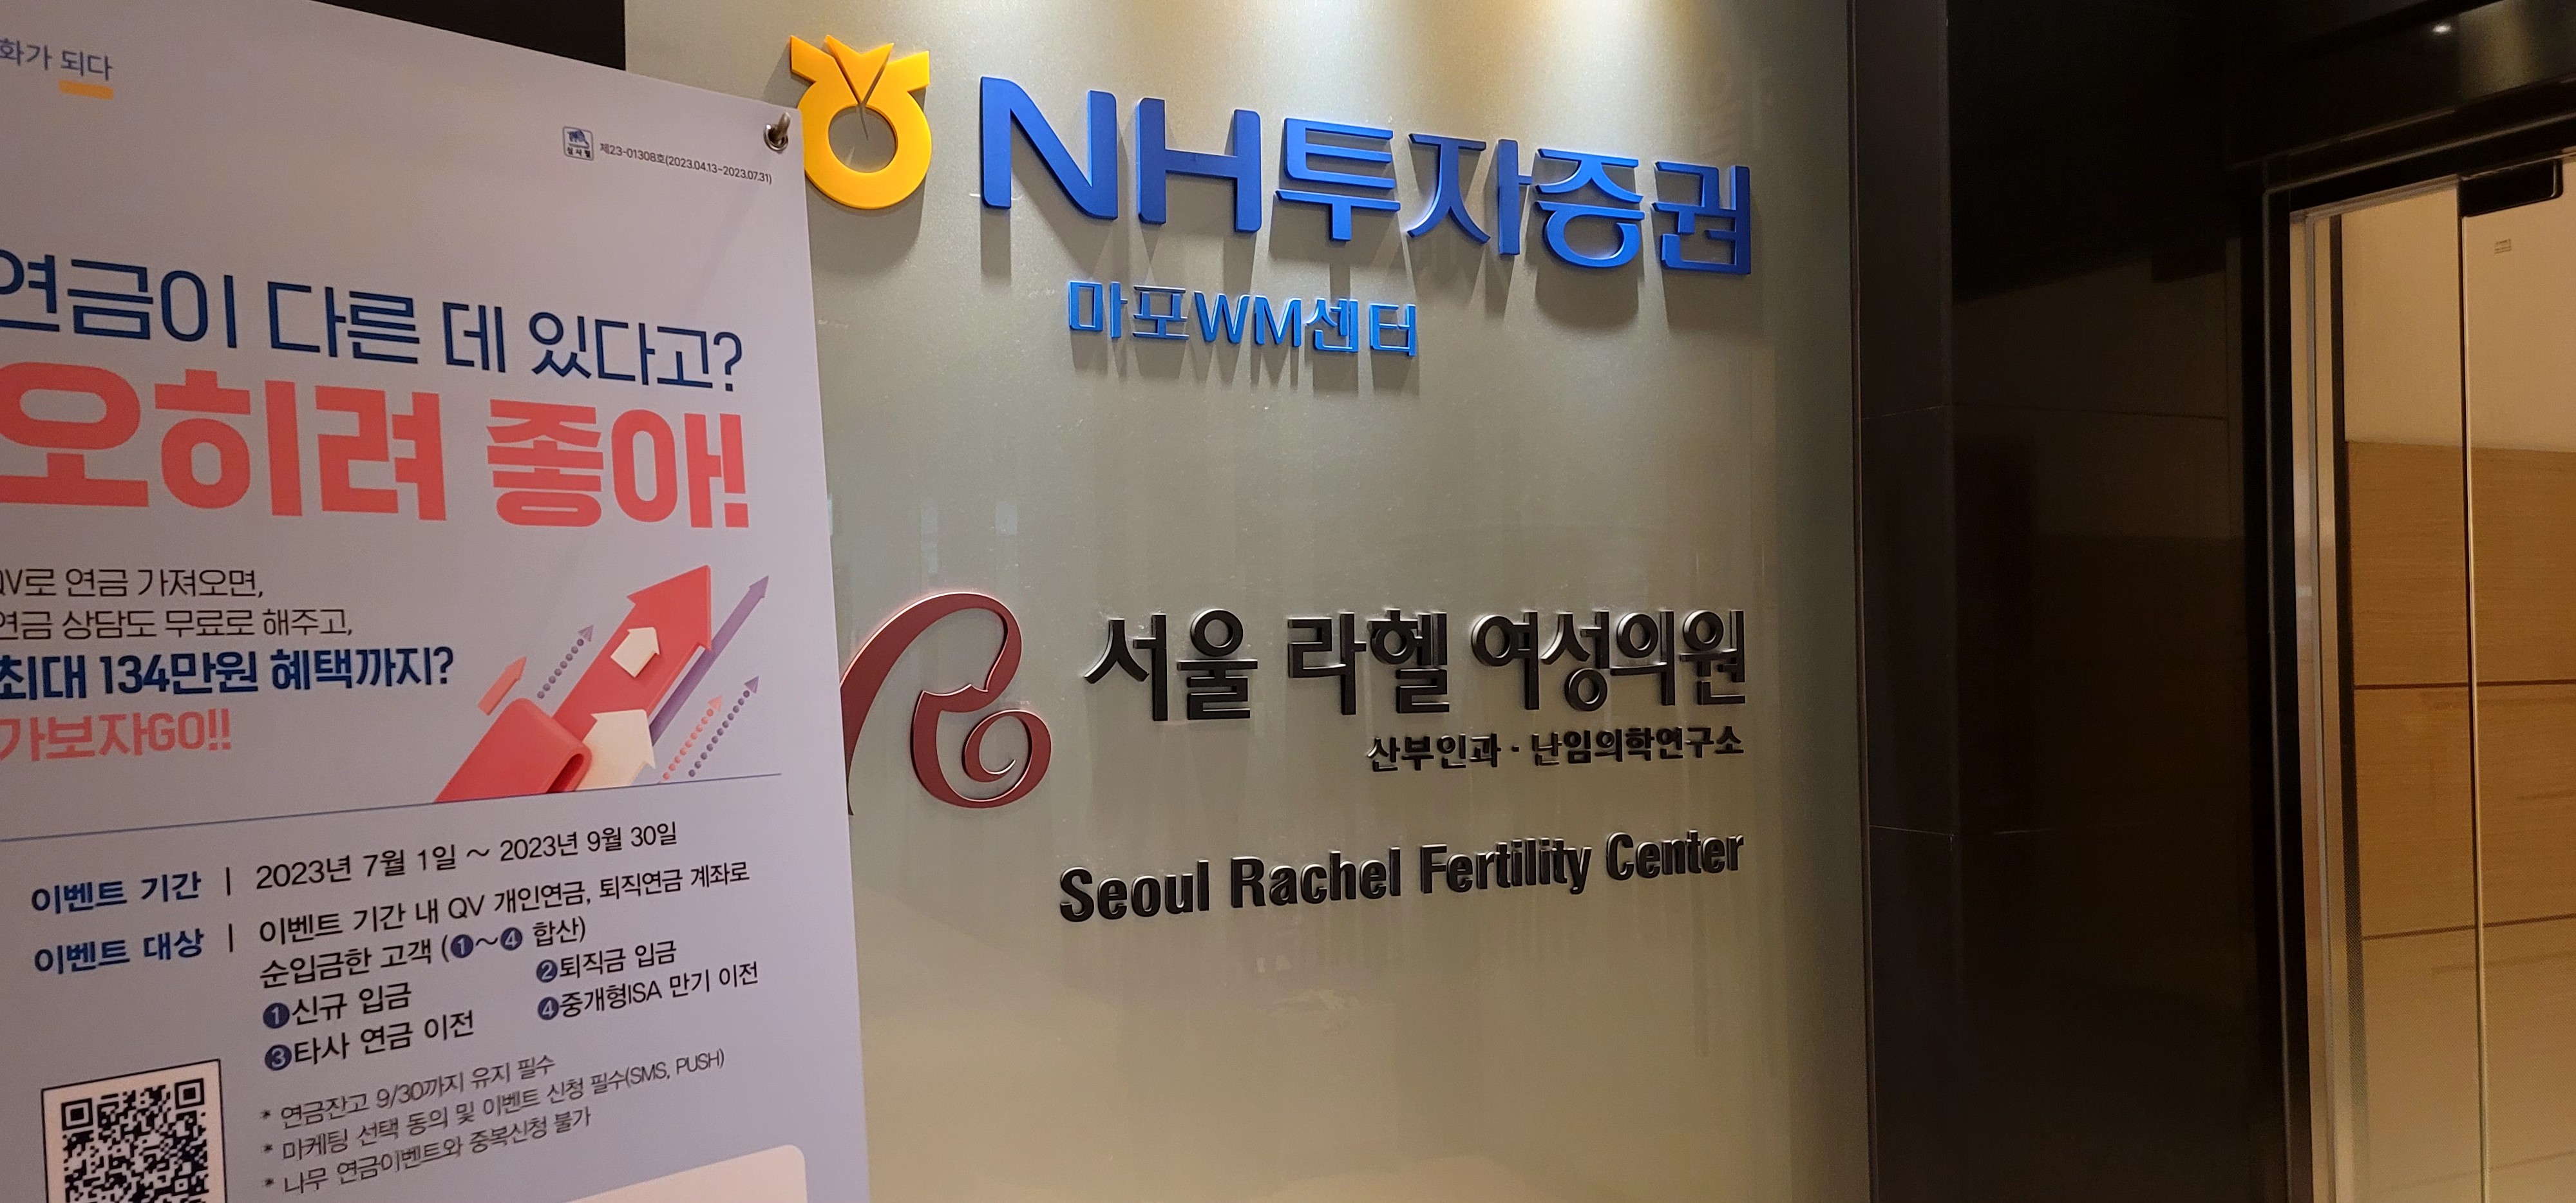 화가 되다
심사필 제23-01308호(2023.04.13~2023.07.31)
연금이 다른 데 있다고?
오히려 좋아!
QV로 연금 가져오면,
연금 상담도 무료로 해주고,
최대 134만원 혜택까지?
가보자GO!!
이벤트 기간 | 2023년 7월 1일 ~ 2023년 9월 30일
이벤트 대상 | 이벤트 기간 내 QV 개인연금, 퇴직연금 계좌로
순입금한 고객 (❶~❹ 합산)
❶신규 입금 ❷퇴직금 입금
❸타사 연금 이전 ❹중개형ISA 만기 이전
* 연금잔고 9/30까지 유지 필수
* 마케팅 선택 동의 및 이벤트 신청 필수(SMS, PUSH)
* 나무 연금이벤트와 중복신청 불가
NH투자증권
마포WM센터
서울 라헬 여성의원
산부인과 · 난임의학연구소
Seoul Rachel Fertility Center